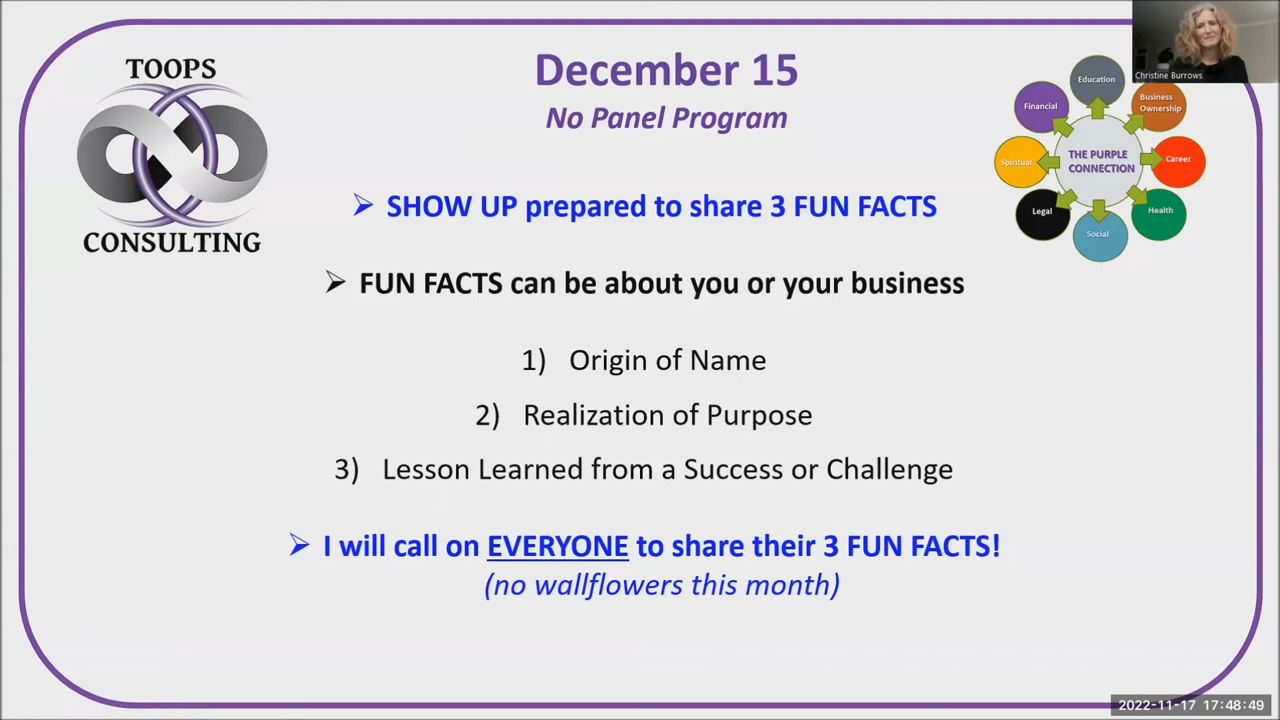 TOOPS
CONSULTING
December 15
No Panel Program
Christine Burrows
Education
Financial
Business
Ownership
Spiritual
THE PURPLE
CONNECTION
Career
Legal
Health
Social
➢ SHOW UP prepared to share 3 FUN FACTS
➢ FUN FACTS can be about you or your business
1) Origin of Name
2) Realization of Purpose
3) Lesson Learned from a Success or Challenge
➢ I will call on EVERYONE to share their 3 FUN FACTS!
(no wallflowers this month)
2022-11-17 17:48:49